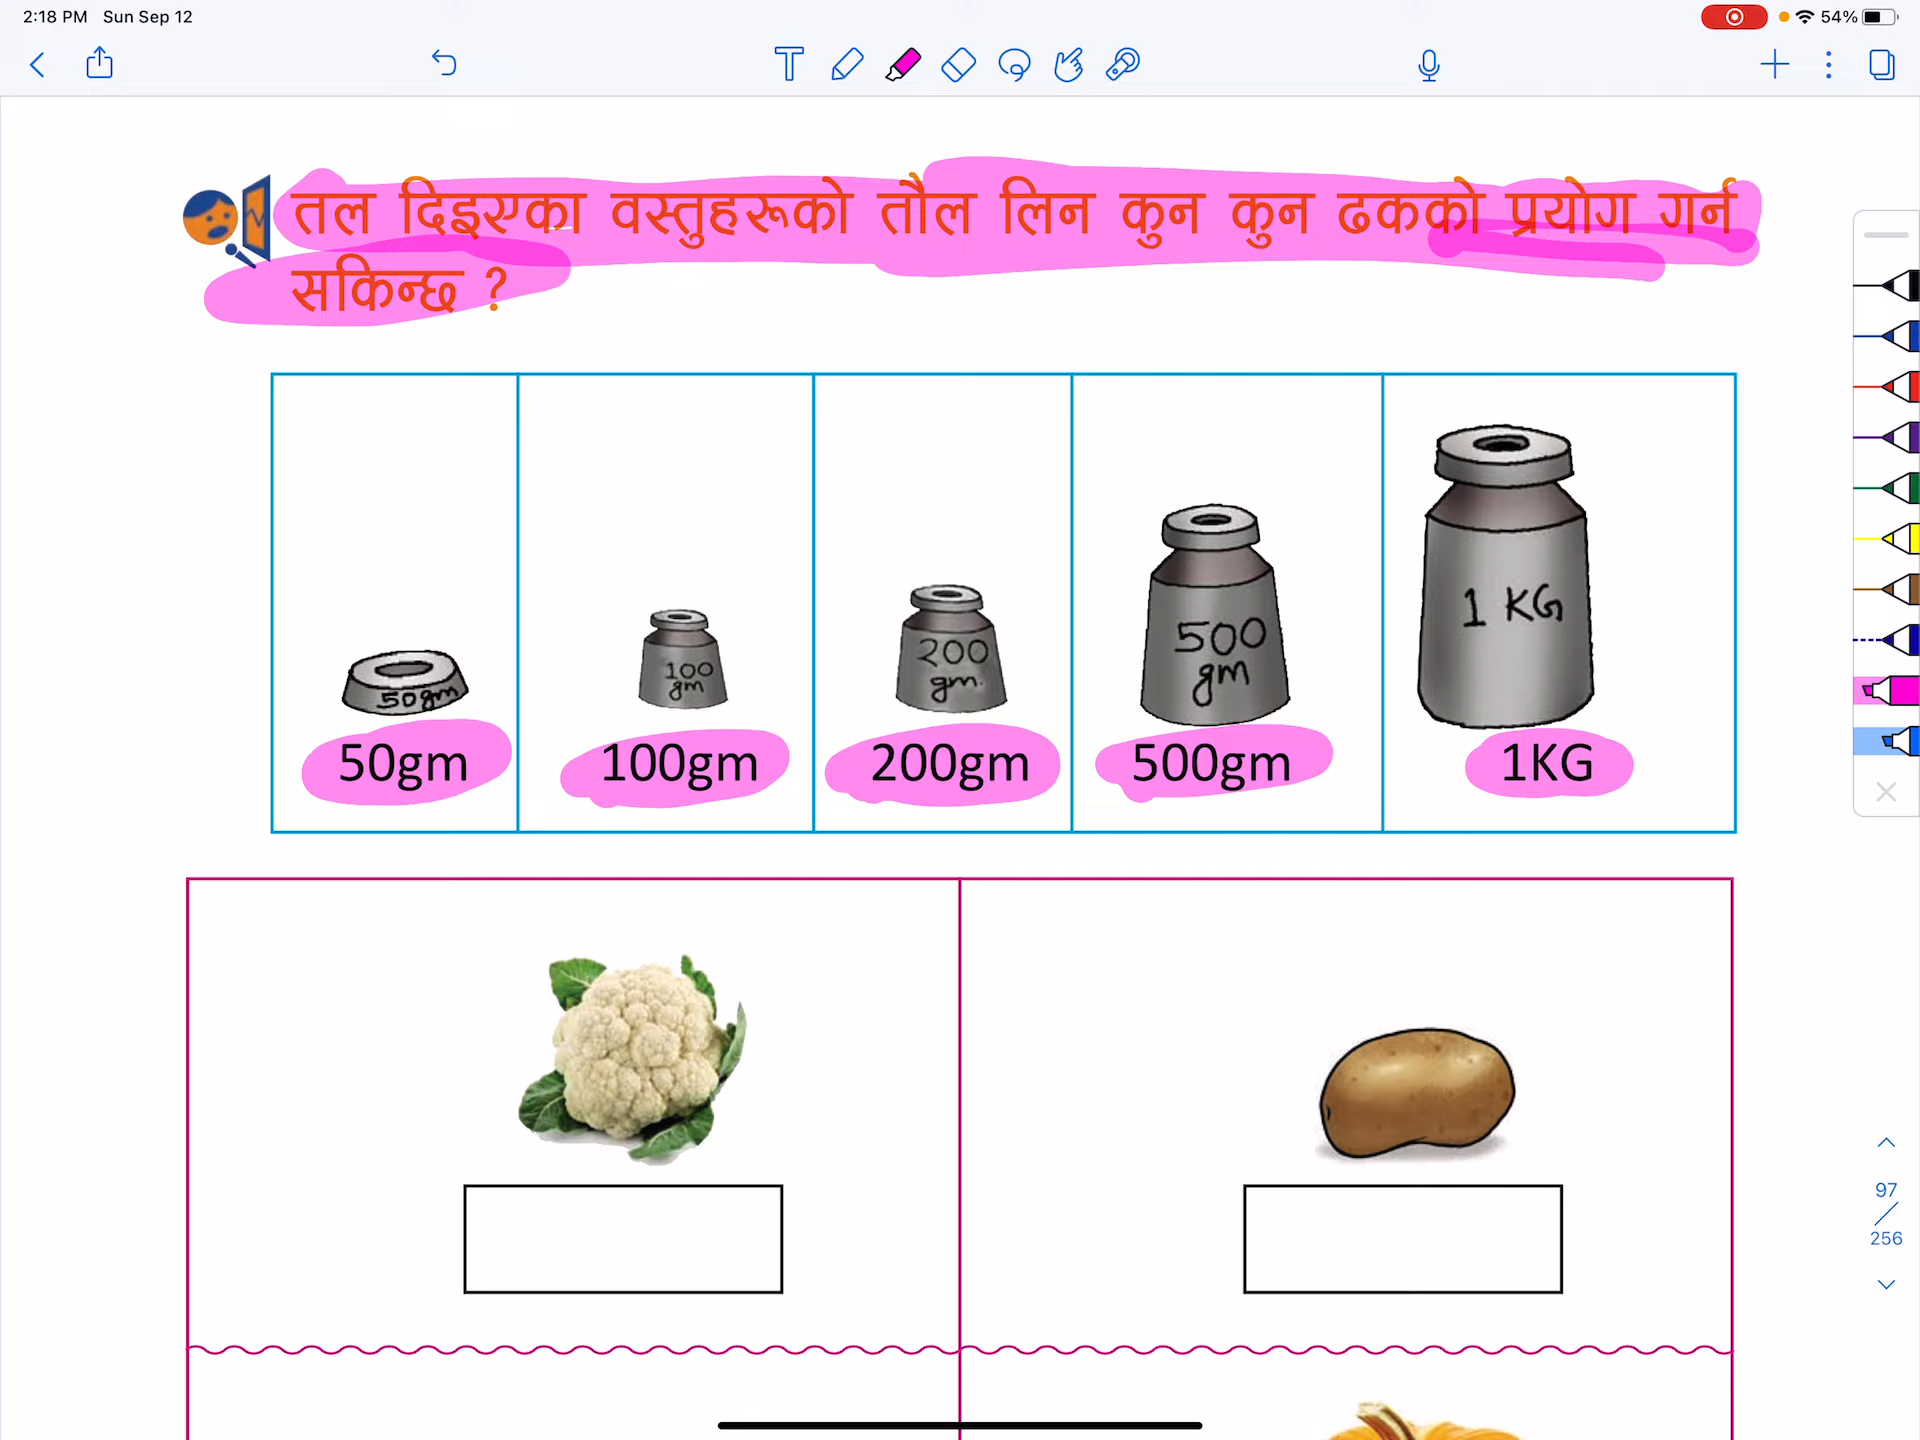 2:18 PM Sun Sep 12
54%
तल दिइएका वस्तुहरूको तौल लिन कुन कुन ढकको प्रयोग गर्न
सकिन्छ ?
50gm
100
gm
200
gm.
500
gm
1 KG
50gm
100gm
200gm
500gm
1KG
97
256